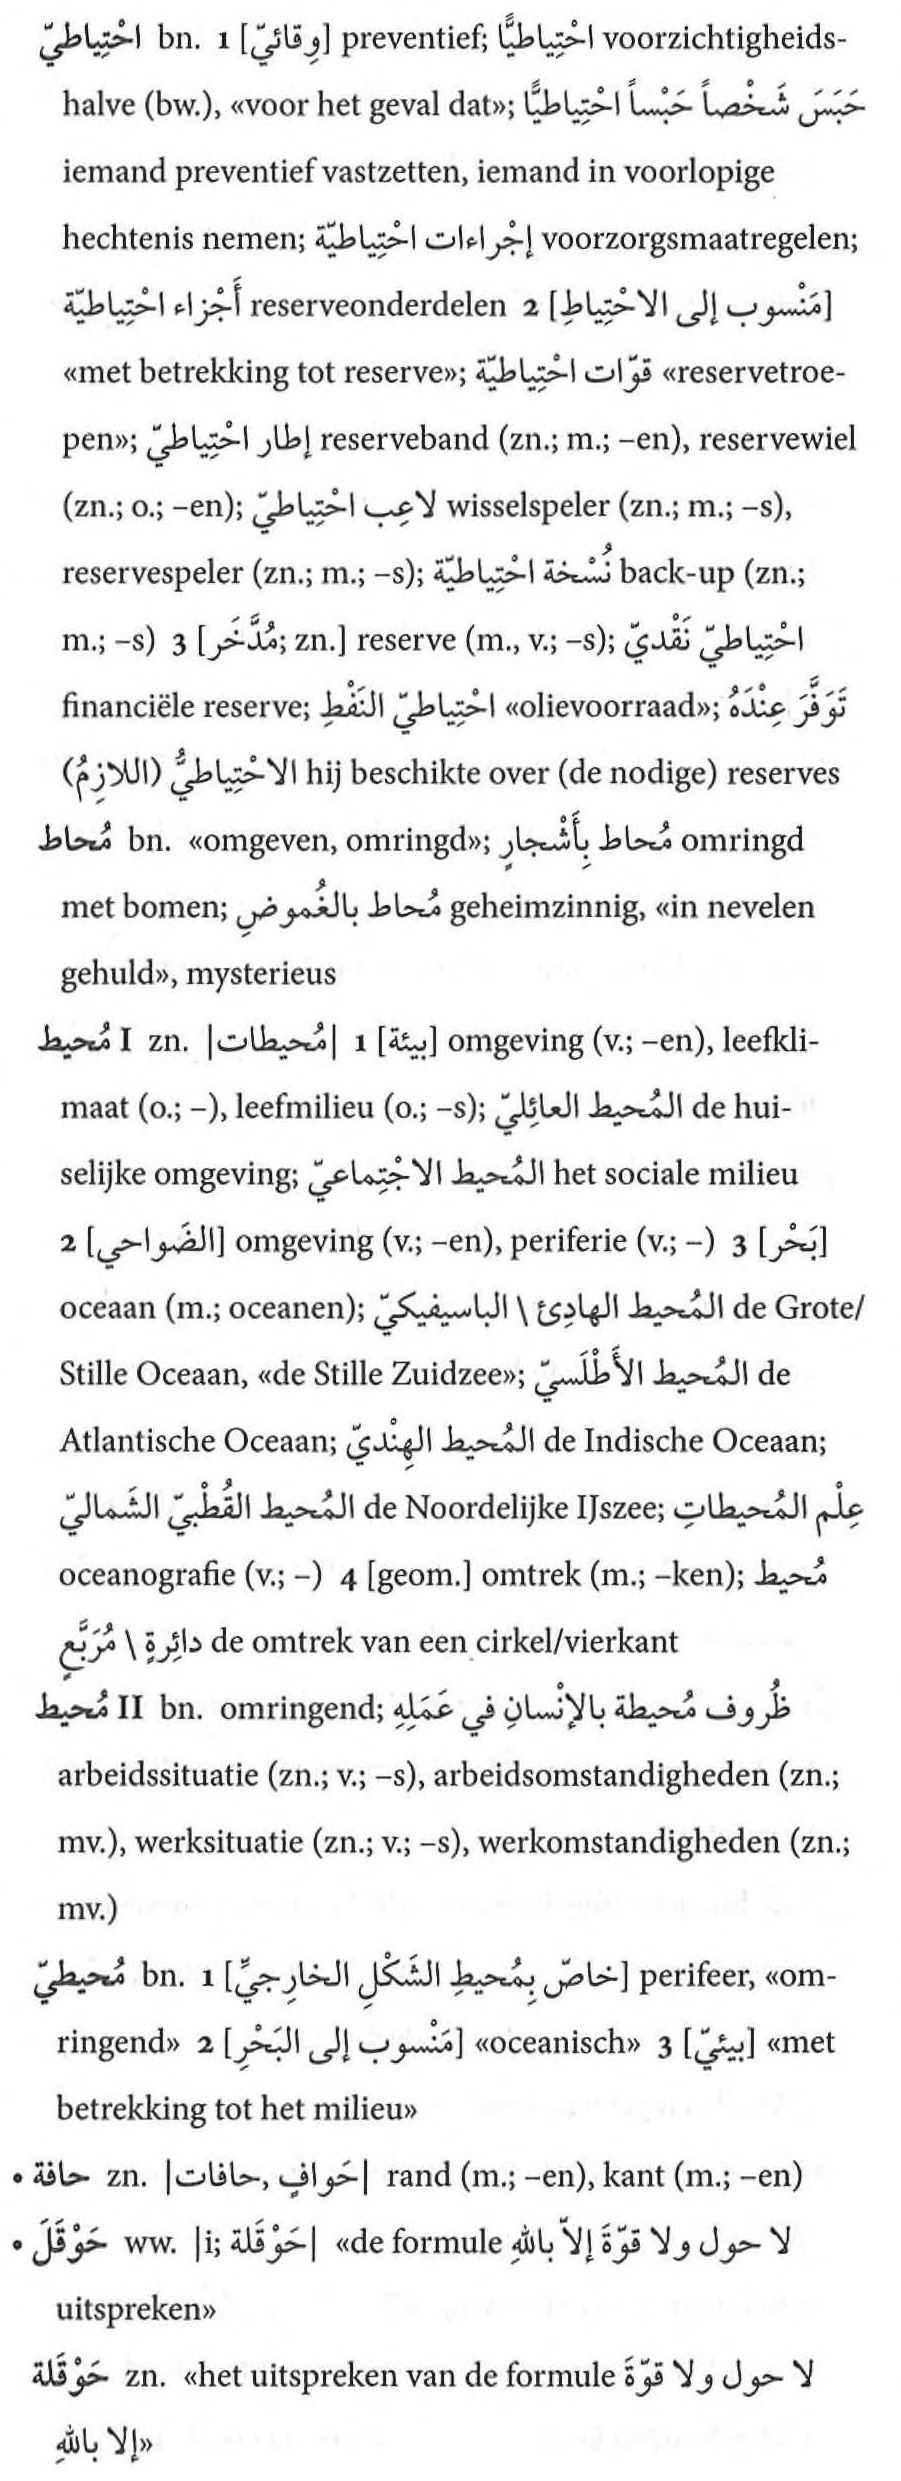 احْتِياطيّ bn. 1 [وِقائيّ] preventief; احْتِياطيًّا voorzichtigheids-
halve (bw.), «voor het geval dat»; حَبَسَ شَخْصاً حَبْساً احْتِياطيًّا
iemand preventief vastzetten, iemand in voorlopige
hechtenis nemen; إجْراءات احْتِياطيّة voorzorgsmaatregelen;
أَجْزاء احْتِياطيّة reserveonderdelen 2 [مَنْسوب إلى الاحْتِياطِ]
«met betrekking tot reserve»; قوّات احْتِياطيّة «reservetroe-
pen»; إطار احْتِياطيّ reserveband (zn.; m.; –en), reservewiel
(zn.; o.; –en); لاعِب احْتِياطيّ wisselspeler (zn.; m.; –s),
reservespeler (zn.; m.; –s); نُسْخة احْتِياطيّة back-up (zn.;
m.; –s) 3 [مُدَّخَر; zn.] reserve (m., v.; –s); احْتِياطيّ نَقْديّ
financiële reserve; احْتِياطيّ النَفْطِ «olievoorraad»; تَوَفَّرَ عِنْدَهُ
الاحْتِياطيُّ (اللازِمُ) hij beschikte over (de nodige) reserves
مُحاط bn. «omgeven, omringd»; مُحاط بِأَشْجارٍ omringd
met bomen; مُحاط بالغُموضِ geheimzinnig, «in nevelen
gehuld», mysterieus
مُحيط I zn. |مُحيطات| 1 [بيئة] omgeving (v.; –en), leefkli-
maat (o.; –), leefmilieu (o.; –s); المُحيط العائِليّ de hui-
selijke omgeving; المُحيط الاجْتِماعيّ het sociale milieu
2 [الضَواحي] omgeving (v.; –en), periferie (v.; –) 3 [بَحْر]
oceaan (m.; oceanen); المُحيط الهادِئ \ الباسيفيكيّ de Grote/
Stille Oceaan, «de Stille Zuidzee»; المُحيط الأَطْلَسيّ de
Atlantische Oceaan; المُحيط الهِنْديّ de Indische Oceaan;
المُحيط القُطْبيّ الشَماليّ de Noordelijke IJszee; عِلْم المُحيطاتِ
oceanografie (v.; –) 4 [geom.] omtrek (m.; –ken); مُحيط
دائِرةٍ \ مُرَبَّعٍ de omtrek van een cirkel/vierkant
مُحيط II bn. omringend; ظُروف مُحيطة بالإنْسانِ في عَمَلِهِ
arbeidssituatie (zn.; v.; –s), arbeidsomstandigheden (zn.;
mv.), werksituatie (zn.; v.; –s), werkomstandigheden (zn.;
mv.)
مُحيطيّ bn. 1 [خاصّ بِمُحيطِ الشَكْلِ الخارِجيِّ] perifeer, «om-
ringend» 2 [مَنْسوب إلى البَحْرِ] «oceanisch» 3 [بيئيّ] «met
betrekking tot het milieu»
• حافة zn. |حَوافٍ, حافات| rand (m.; –en), kant (m.; –en)
• حَوْقَلَ ww. |i; حَوْقَلة| «de formule لا حول ولا قوّةَ إلاّ باللهِ
uitspreken»
حَوْقَلة zn. «het uitspreken van de formule لا حول ولا قوّةَ
إلا باللهِ»